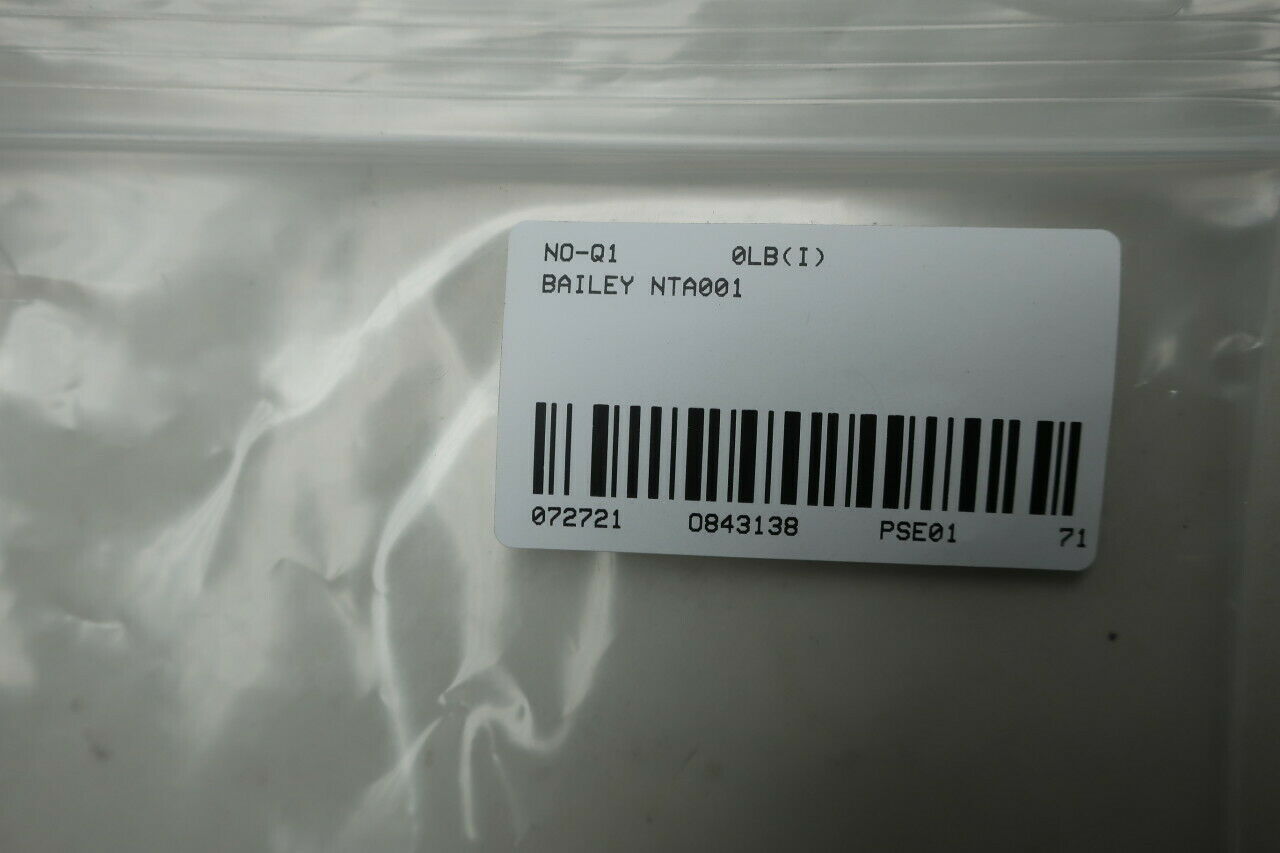 NO-Q1 0LB(I)
BAILEY NTA001
072721 0843138 PSE01 71